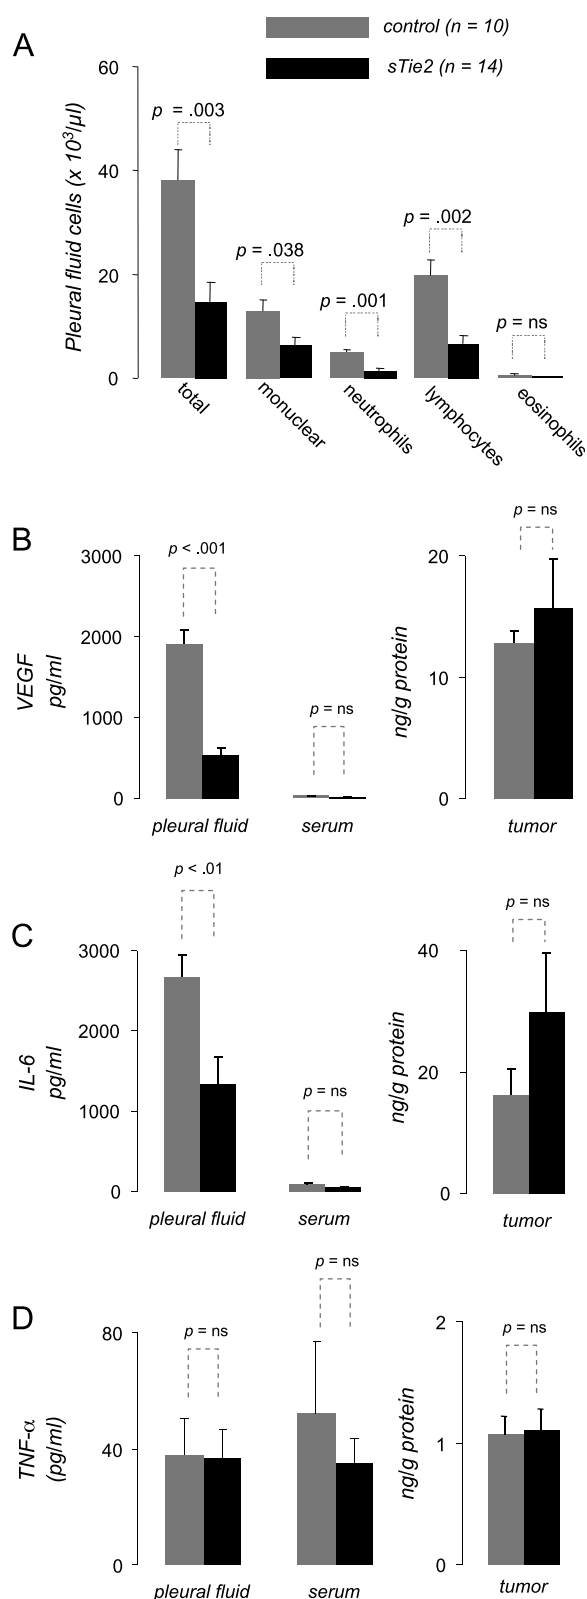 control (n = 10)
A
sTie2 (n = 14)
Pleural fluid cells (x 10³/μl)
60
40
20
0
p = .003
p = .038
p = .001
p = .002
p = ns
total
monuclear
neutrophils
lymphocytes
eosinophils
B
VEGF
pg/ml
3000
2000
1000
0
p < .001
p = ns
pleural fluid
serum
ng/g protein
20
10
0
p = ns
tumor
C
IL-6
pg/ml
3000
2000
1000
0
p < .01
p = ns
pleural fluid
serum
ng/g protein
40
20
0
p = ns
tumor
D
TNF-α
(pg/ml)
80
40
0
p = ns
p = ns
pleural fluid
serum
ng/g protein
2
1
0
p = ns
tumor